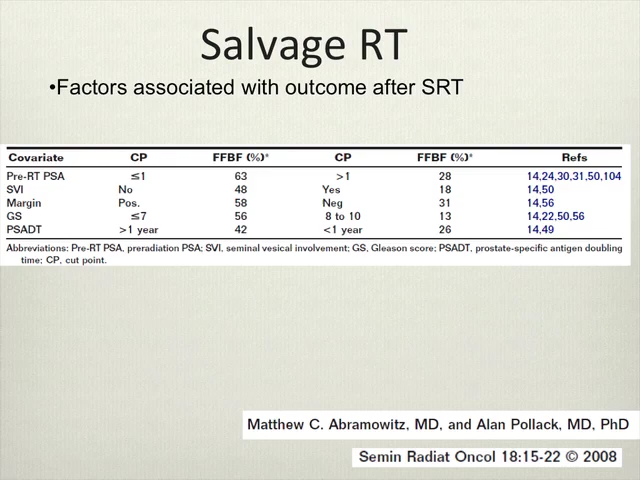 Salvage RT
•Factors associated with outcome after SRT
Covariate CP FFBF (%)* CP FFBF (%)* Refs
Pre-RT PSA ≤1 63 >1 28 14,24,30,31,50,104
SVI No 48 Yes 18 14,50
Margin Pos. 58 Neg 31 14,56
GS ≤7 56 8 to 10 13 14,22,50,56
PSADT >1 year 42 <1 year 26 14,49
Abbreviations: Pre-RT PSA, preradiation PSA; SVI, seminal vesical involvement; GS, Gleason score; PSADT, prostate-specific antigen doubling
time; CP, cut point.
Matthew C. Abramowitz, MD, and Alan Pollack, MD, PhD
Semin Radiat Oncol 18:15-22 © 2008